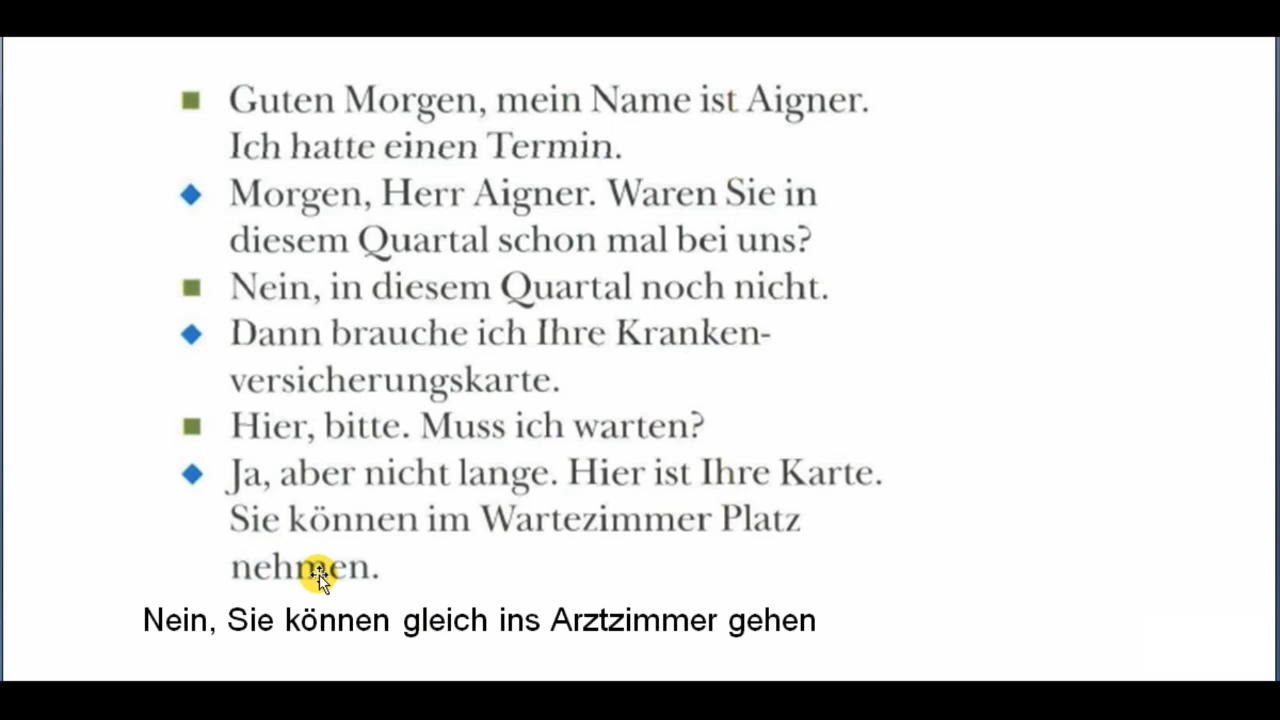 Guten Morgen, mein Name ist Aigner.
Ich hatte einen Termin.
Morgen, Herr Aigner. Waren Sie in
diesem Quartal schon mal bei uns?
Nein, in diesem Quartal noch nicht.
Dann brauche ich Ihre Kranken-
versicherungskarte.
Hier, bitte. Muss ich warten?
Ja, aber nicht lange. Hier ist Ihre Karte.
Sie können im Wartezimmer Platz
nehmen.
Nein, Sie können gleich ins Arztzimmer gehen